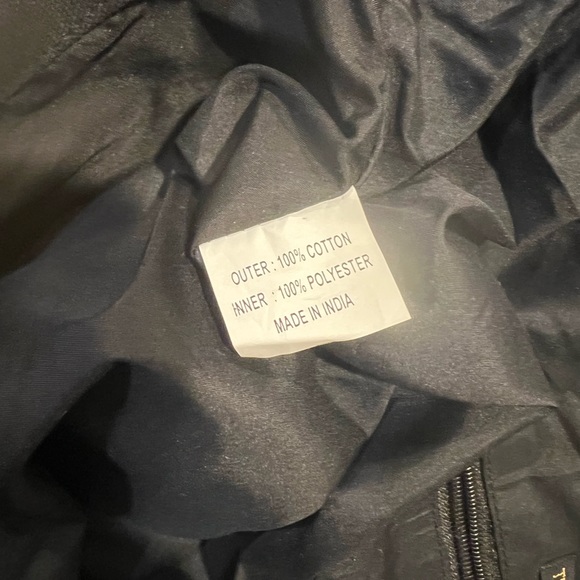 OUTER : 100% COTTON
INNER : 100% POLYESTER
MADE IN INDIA